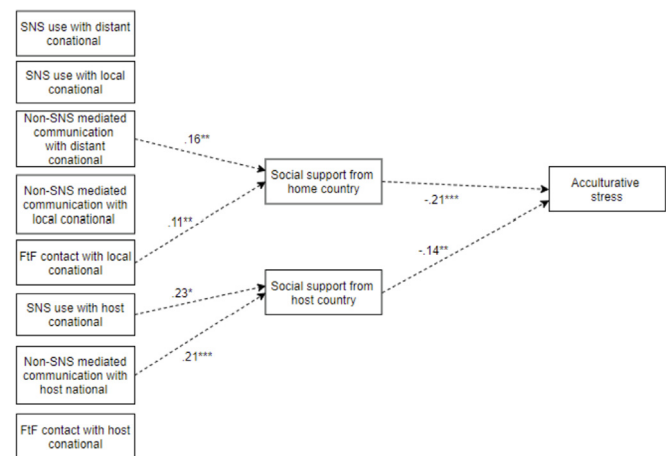 SNS use with distant
conational
SNS use with local
conational
Non-SNS mediated
communication
with distant
conational
Non-SNS mediated
communication with
local conational
FtF contact with local
conational
SNS use with host
conational
Non-SNS mediated
communication with
host national
FtF contact with host
conational
.16**
.11**
.23*
.21***
Social support from
home country
Social support from
host country
-.21***
-.14**
Acculturative
stress